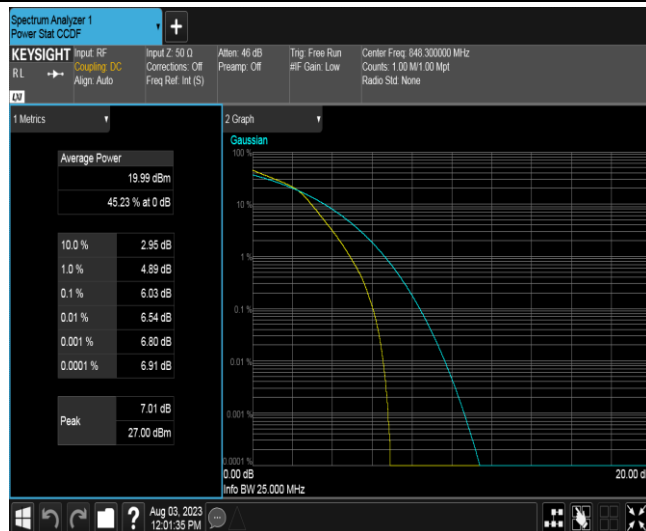 Spectrum Analyzer 1
Power Stat CCDF
KEYSIGHT
RL
LXI
Input: RF
Coupling: DC
Align: Auto
Input Z: 50 Ω
Corrections: Off
Freq Ref: Int (S)
Atten: 46 dB
Preamp: Off
Trig: Free Run
#IF Gain: Low
Center Freq: 848.300000 MHz
Counts: 1.00 M/1.00 Mpt
Radio Std: None
1 Metrics
Average Power
19.99 dBm
45.23 % at 0 dB
10.0 % 2.95 dB
1.0 % 4.89 dB
0.1 % 6.03 dB
0.01 % 6.54 dB
0.001 % 6.80 dB
0.0001 % 6.91 dB
Peak
7.01 dB
27.00 dBm
2 Graph
Gaussian
100 %
10 %
1 %
0.1 %
0.01 %
0.001 %
0.0001 %
0.00 dB
20.00 d
Info BW 25.000 MHz
?
Aug 03, 2023
12:01:35 PM